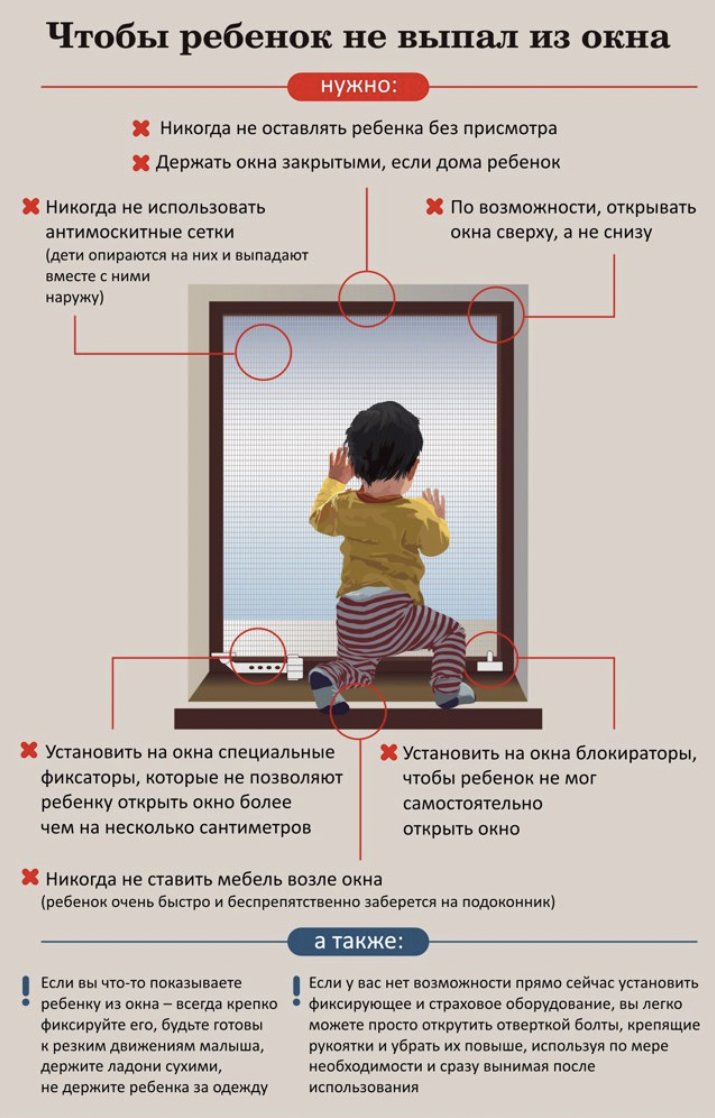 Чтобы ребенок не выпал из окна
нужно:
Никогда не оставлять ребенка без присмотра
Держать окна закрытыми, если дома ребенок
Никогда не использовать
антимоскитные сетки
(дети опираются на них и выпадают
вместе с ними
наружу)
По возможности, открывать
окна сверху, а не снизу
Установить на окна специальные
фиксаторы, которые не позволяют
ребенку открыть окно более
чем на несколько сантиметров
Установить на окна блокираторы,
чтобы ребенок не мог
самостоятельно
открыть окно
Никогда не ставить мебель возле окна
(ребенок очень быстро и беспрепятственно заберется на подоконник)
а также:
Если вы что-то показываете
ребенку из окна – всегда крепко
фиксируйте его, будьте готовы
к резким движениям малыша,
держите ладони сухими,
не держите ребенка за одежду
Если у вас нет возможности прямо сейчас установить
фиксирующее и страховое оборудование, вы легко
можете просто открутить отверткой болты, крепящие
рукоятки и убрать их повыше, используя по мере
необходимости и сразу вынимая после
использования